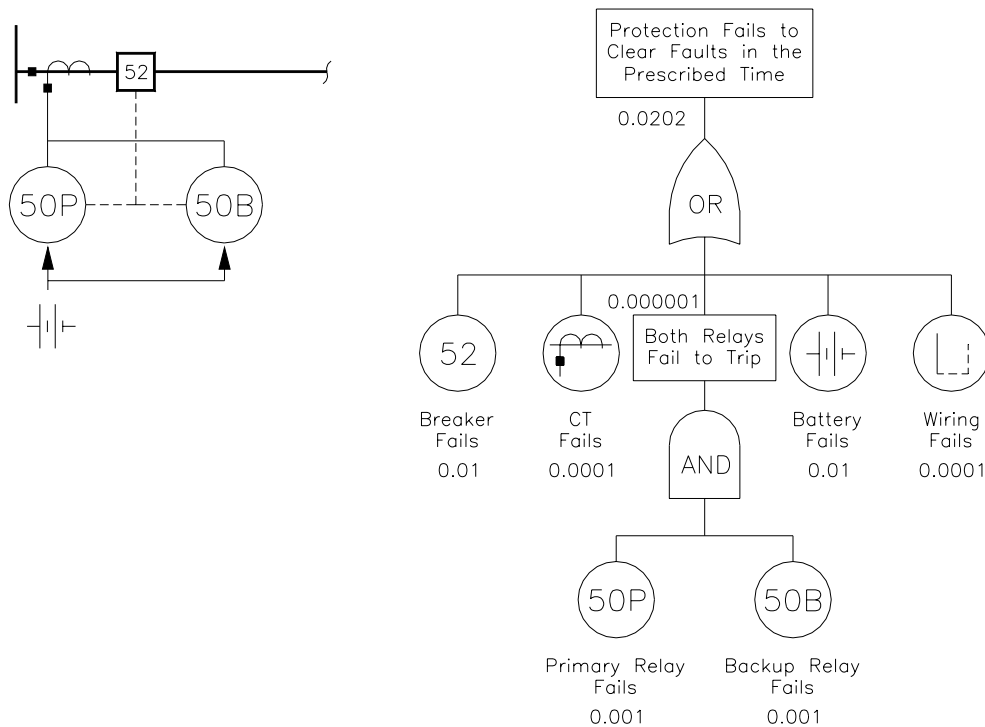 Protection Fails to
Clear Faults in the
Prescribed Time
52
0.0202
50P
50B
OR
0.000001
52
Both Relays
Fail to Trip
Breaker
Fails
0.01
CT
Fails
0.0001
Battery
Fails
0.01
Wiring
Fails
0.0001
AND
50P
50B
Primary Relay
Fails
0.001
Backup Relay
Fails
0.001